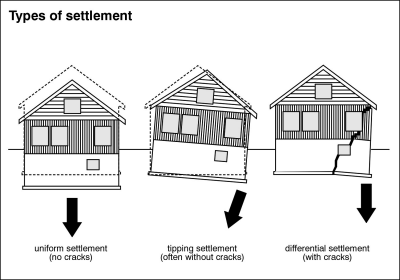 Types of settlement
uniform settlement
(no cracks)
tipping settlement
(often without cracks)
differential settlement
(with cracks)